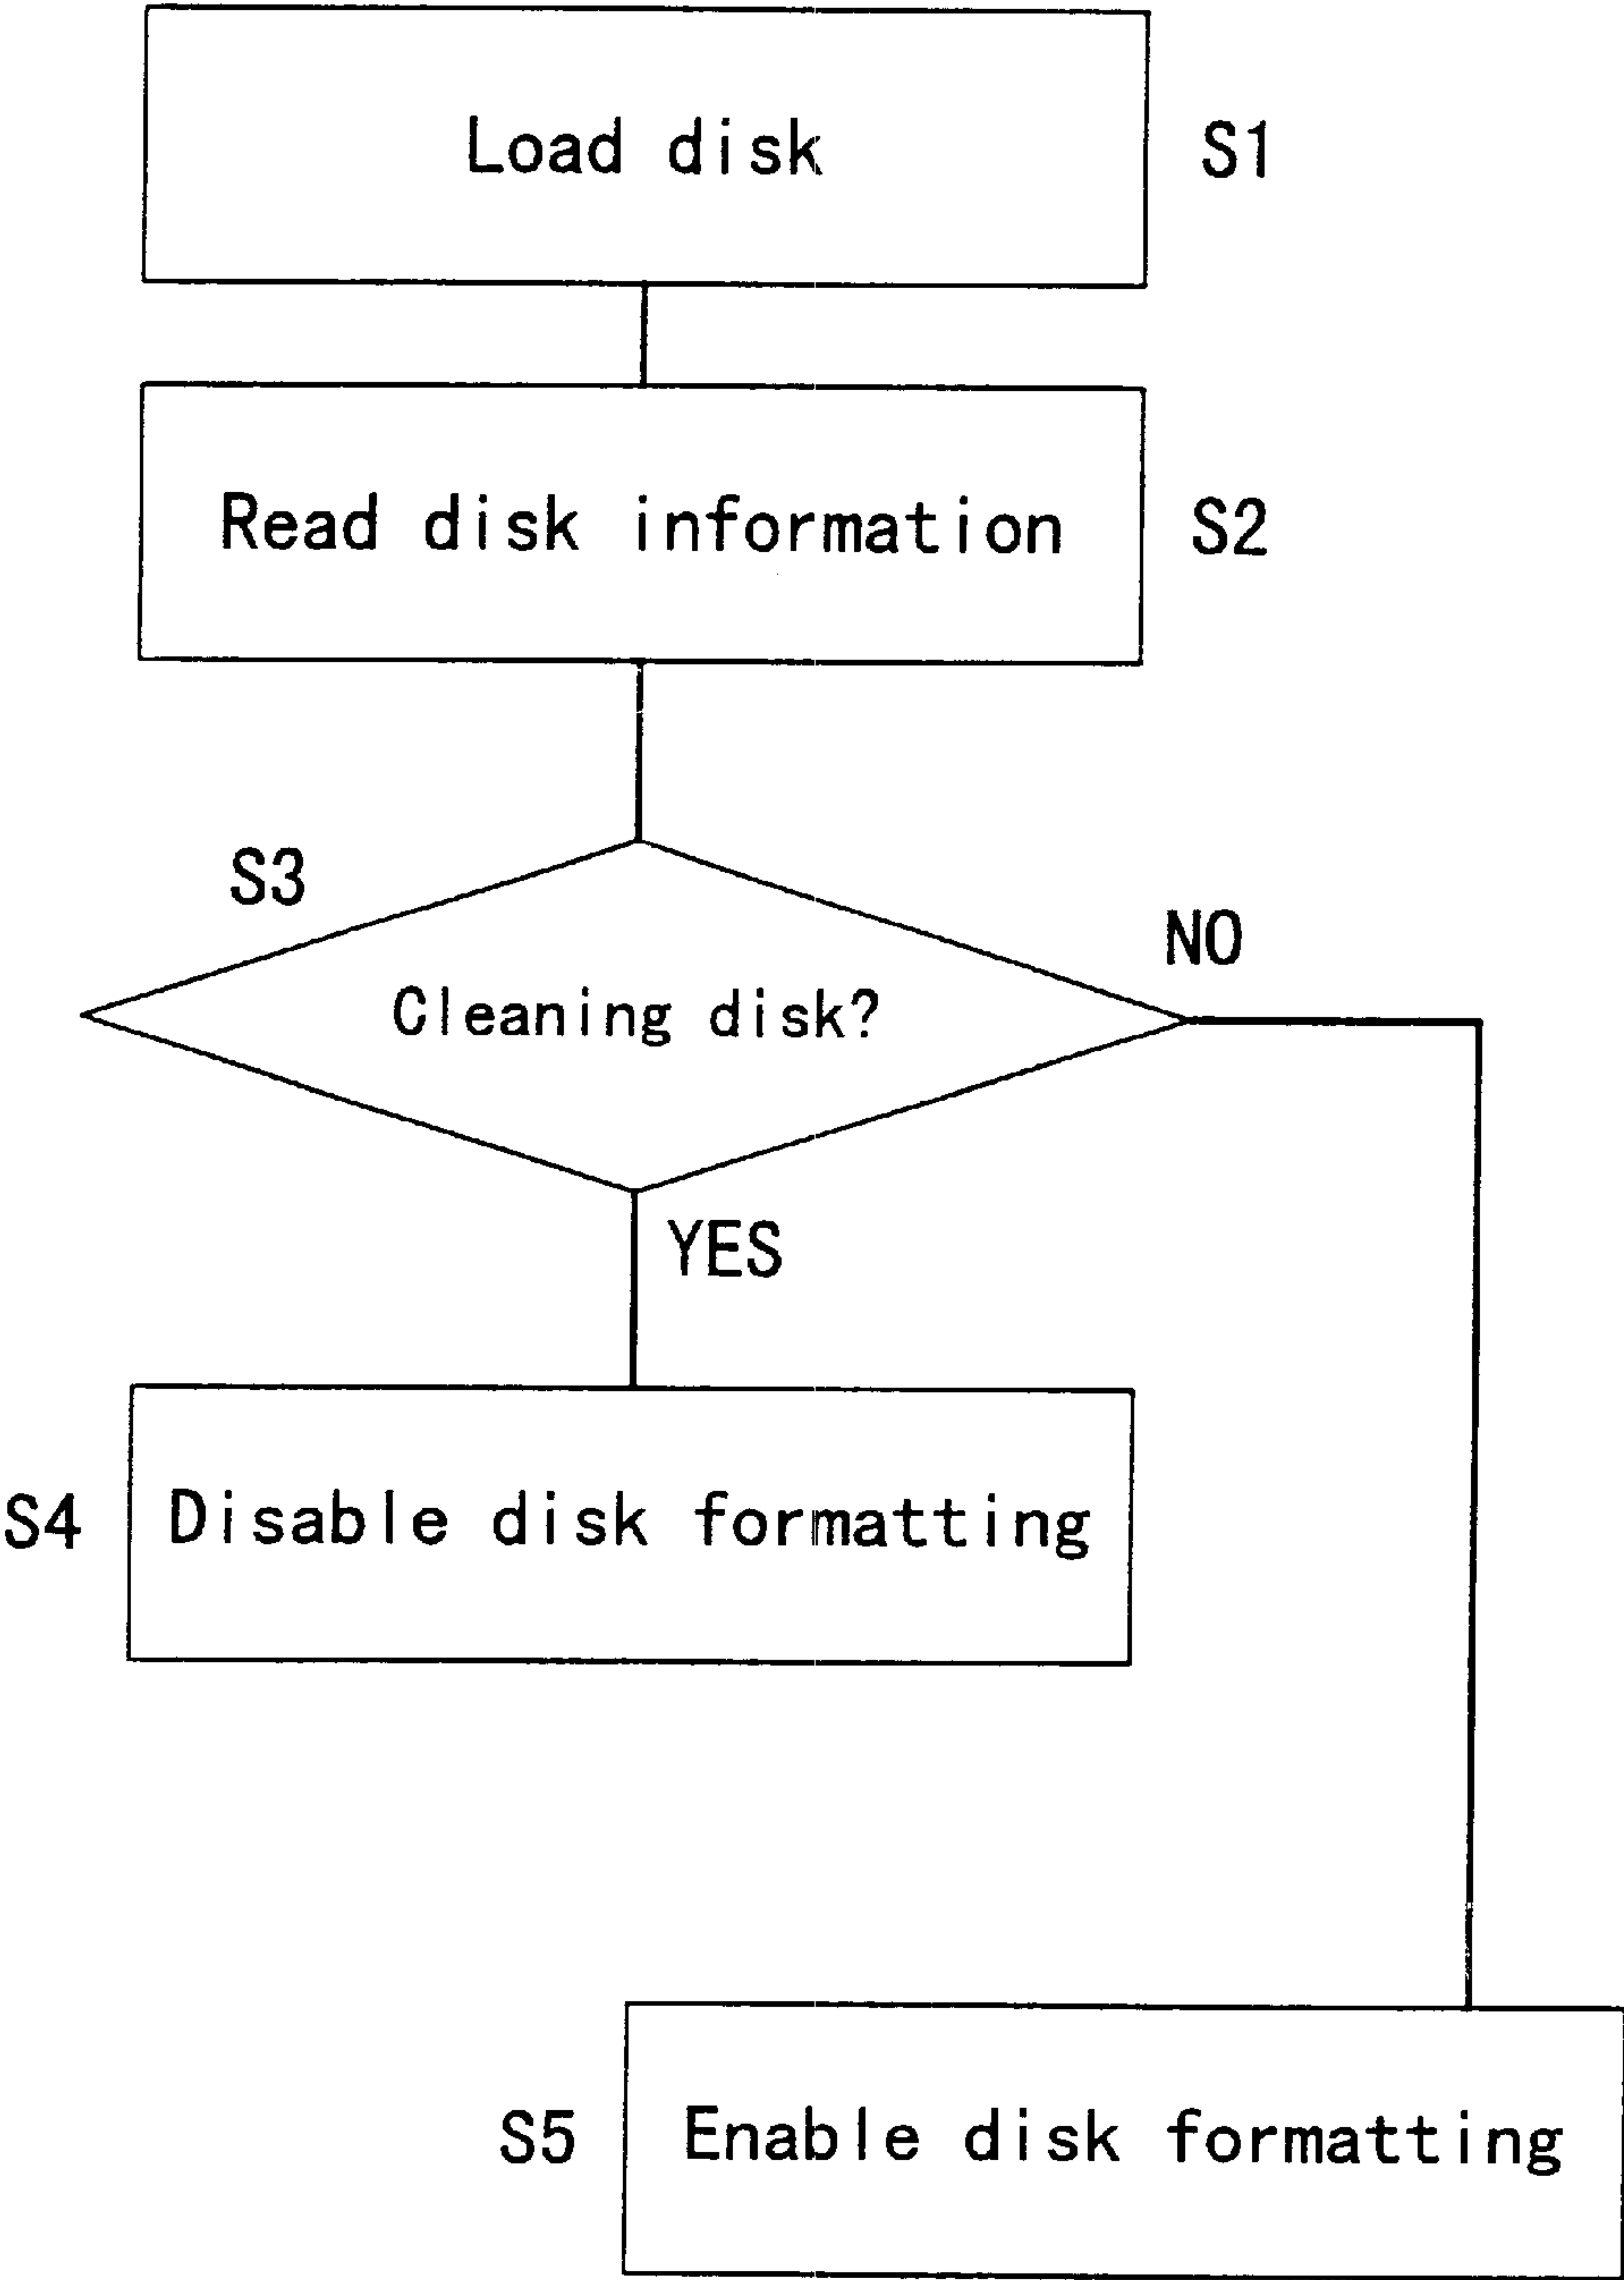 Load disk
S1
Read disk information
S2
S3
NO
Cleaning disk?
YES
S4
Disable disk formatting
S5
Enable disk formatting